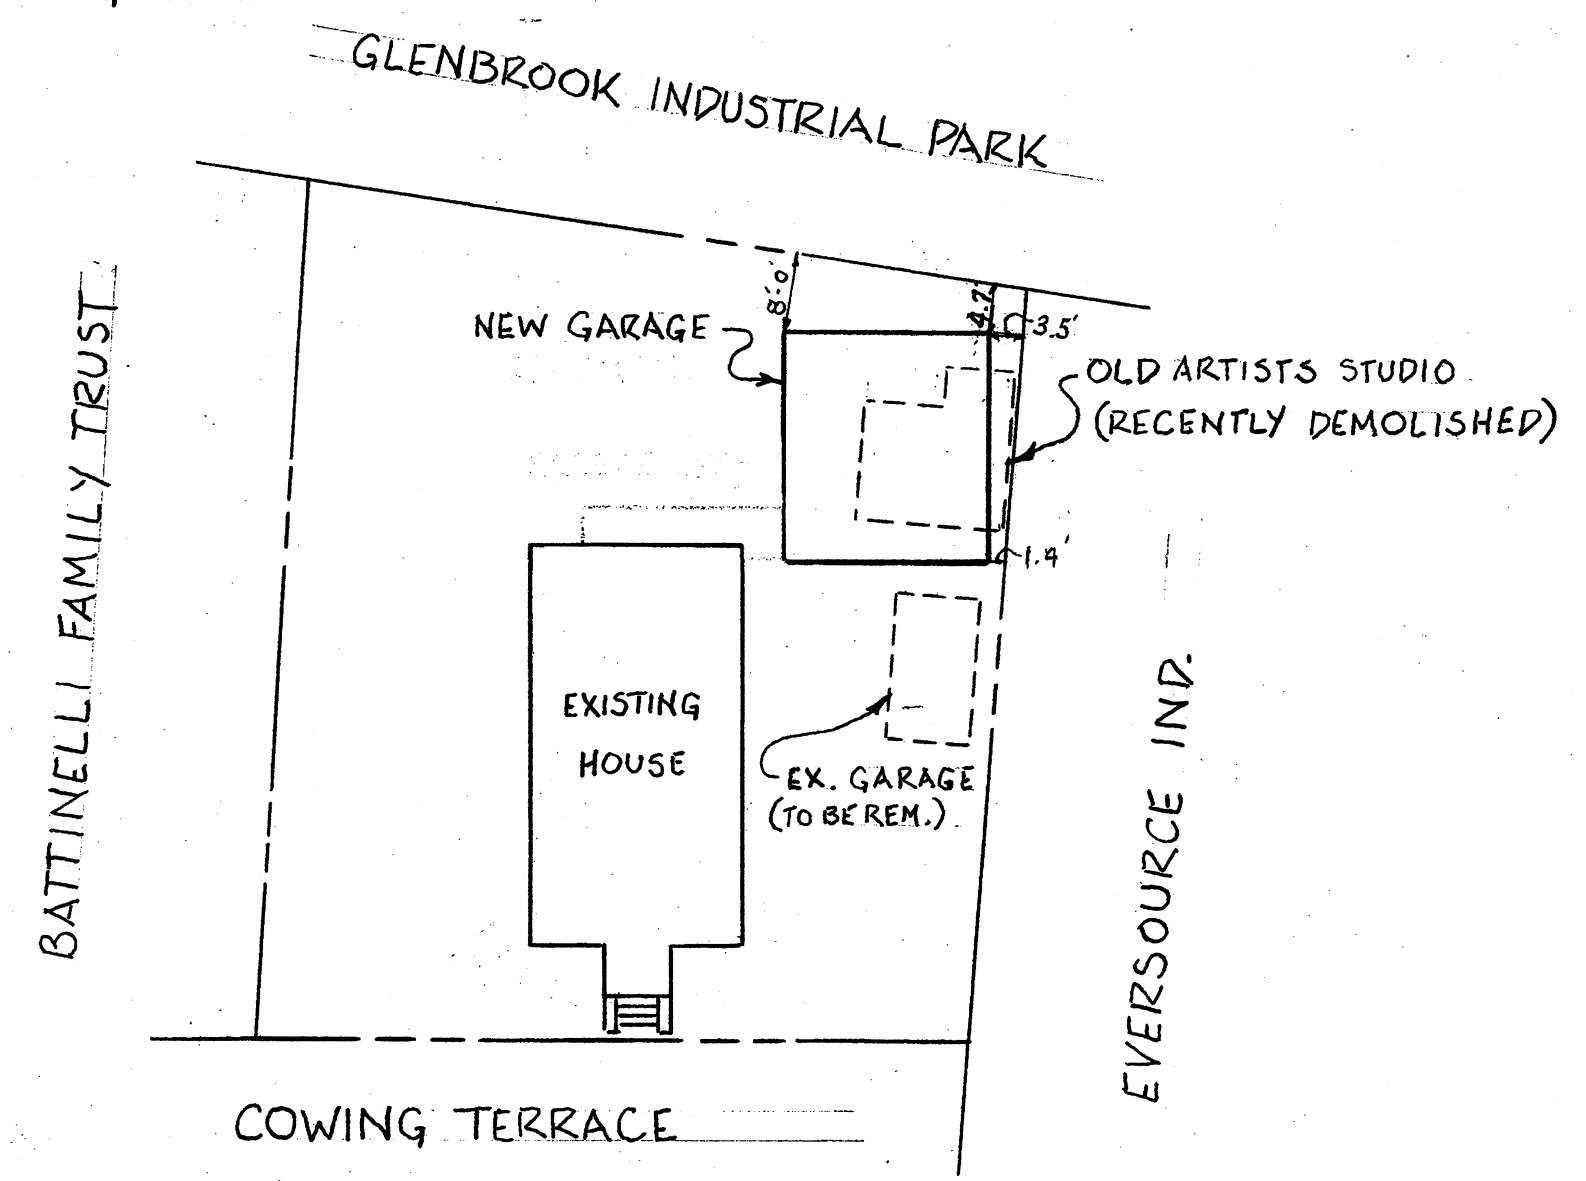 GLENBROOK INDUSTRIAL PARK
8'-0"
4.2'
3.5'
NEW GARAGE
OLD ARTISTS STUDIO
(RECENTLY DEMOLISHED)
BATTINELLI FAMILY TRUST
1.4'
EXISTING
HOUSE
EX. GARAGE
(TO BE REM.)
EVERSOURCE IND.
COWING TERRACE